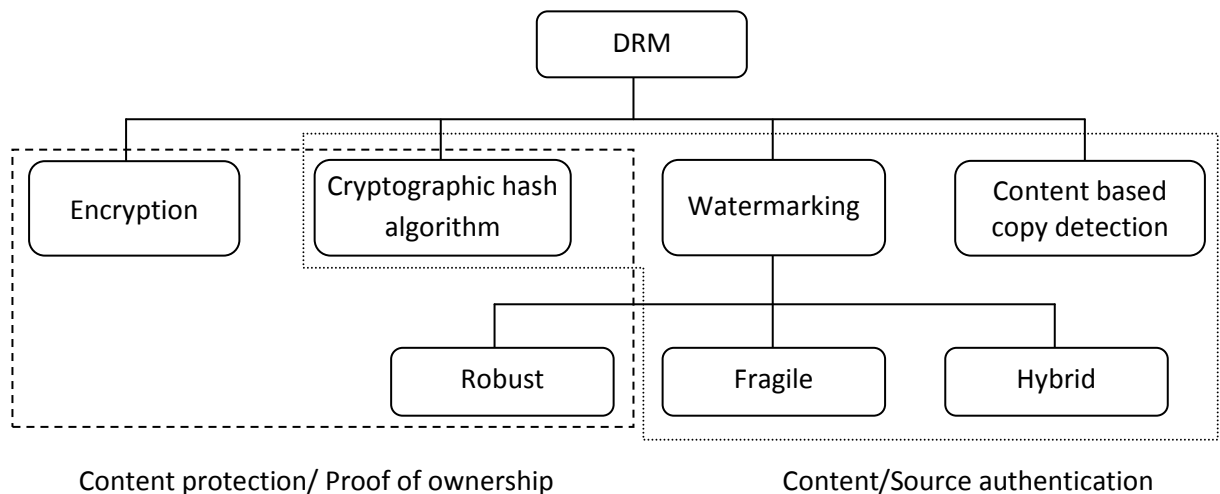 DRM
Encryption
Cryptographic hash
algorithm
Watermarking
Content based
copy detection
Robust
Fragile
Hybrid
Content protection/ Proof of ownership
Content/Source authentication